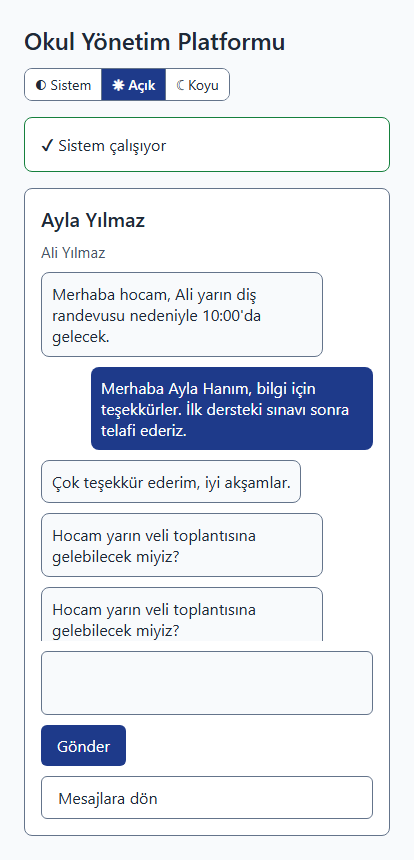 Okul Yönetim Platformu
Sistem
Açık
Koyu
✔ Sistem çalışıyor
Ayla Yılmaz
Ali Yılmaz
Merhaba hocam, Ali yarın diş
randevusu nedeniyle 10:00'da
gelecek.
Merhaba Ayla Hanım, bilgi için
teşekkürler. İlk dersteki sınavı sonra
telafi ederiz.
Çok teşekkür ederim, iyi akşamlar.
Hocam yarın veli toplantısına
gelebilecek miyiz?
Hocam yarın veli toplantısına
gelebilecek miyiz?
Gönder
Mesajlara dön